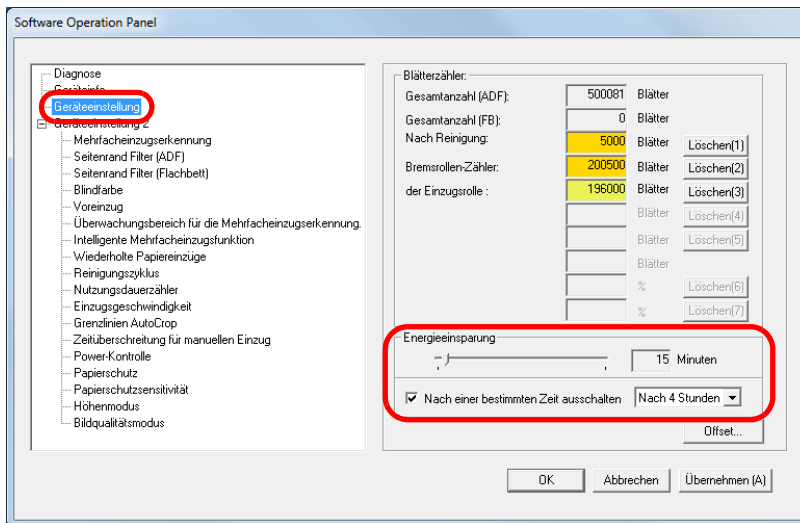 Software Operation Panel
Diagnose
Geräteinfo
Geräteeinstellung
Geräteeinstellung 2
Mehrfacheinzugserkennung
Seitenrand Filter (ADF)
Seitenrand Filter (Flachbett)
Blindfarbe
Voreinzug
Überwachungsbereich für die Mehrfacheinzugserkennung.
Intelligente Mehrfacheinzugsfunktion
Wiederholte Papiereinzüge
Reinigungszyklus
Nutzungsdauerzähler
Einzugsgeschwindigkeit
Grenzlinien AutoCrop
Zeitüberschreitung für manuellen Einzug
Power-Kontrolle
Papierschutz
Papierschutzsensitivität
Höhenmodus
Bildqualitätsmodus
Blätterzähler:
Gesamtanzahl (ADF): 500081 Blätter
Gesamtanzahl (FB): 0 Blätter
Nach Reinigung: 5000 Blätter Löschen(1)
Bremsrollen-Zähler: 200500 Blätter Löschen(2)
der Einzugsrolle : 196000 Blätter Löschen(3)
Blätter Löschen(4)
Blätter Löschen(5)
Blätter
% Löschen(6)
% Löschen(7)
Energieeinsparung
15 Minuten
Nach einer bestimmten Zeit ausschalten Nach 4 Stunden
Offset...
OK Abbrechen Übernehmen (A)